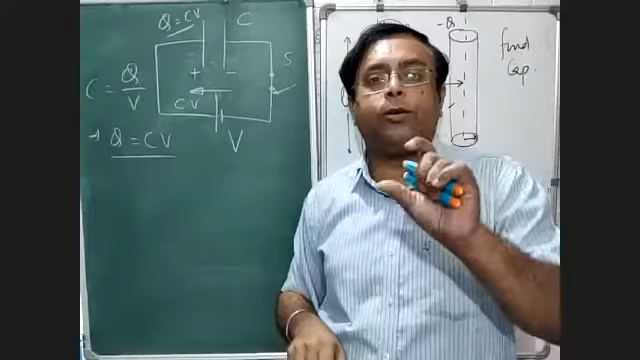 Q = CV
C
S
+ −
C = Q/V
CV
V
→ Q = CV
-Q
find
Cap.